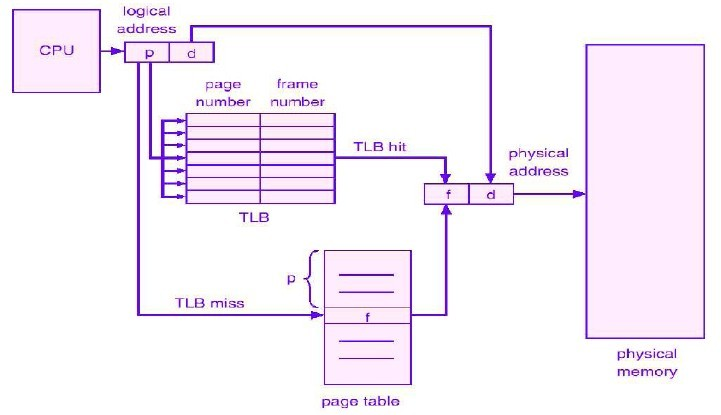 logical
address
CPU
p
d
page
number
frame
number
TLB hit
physical
address
f
d
TLB
p
TLB miss
f
physical
memory
page table